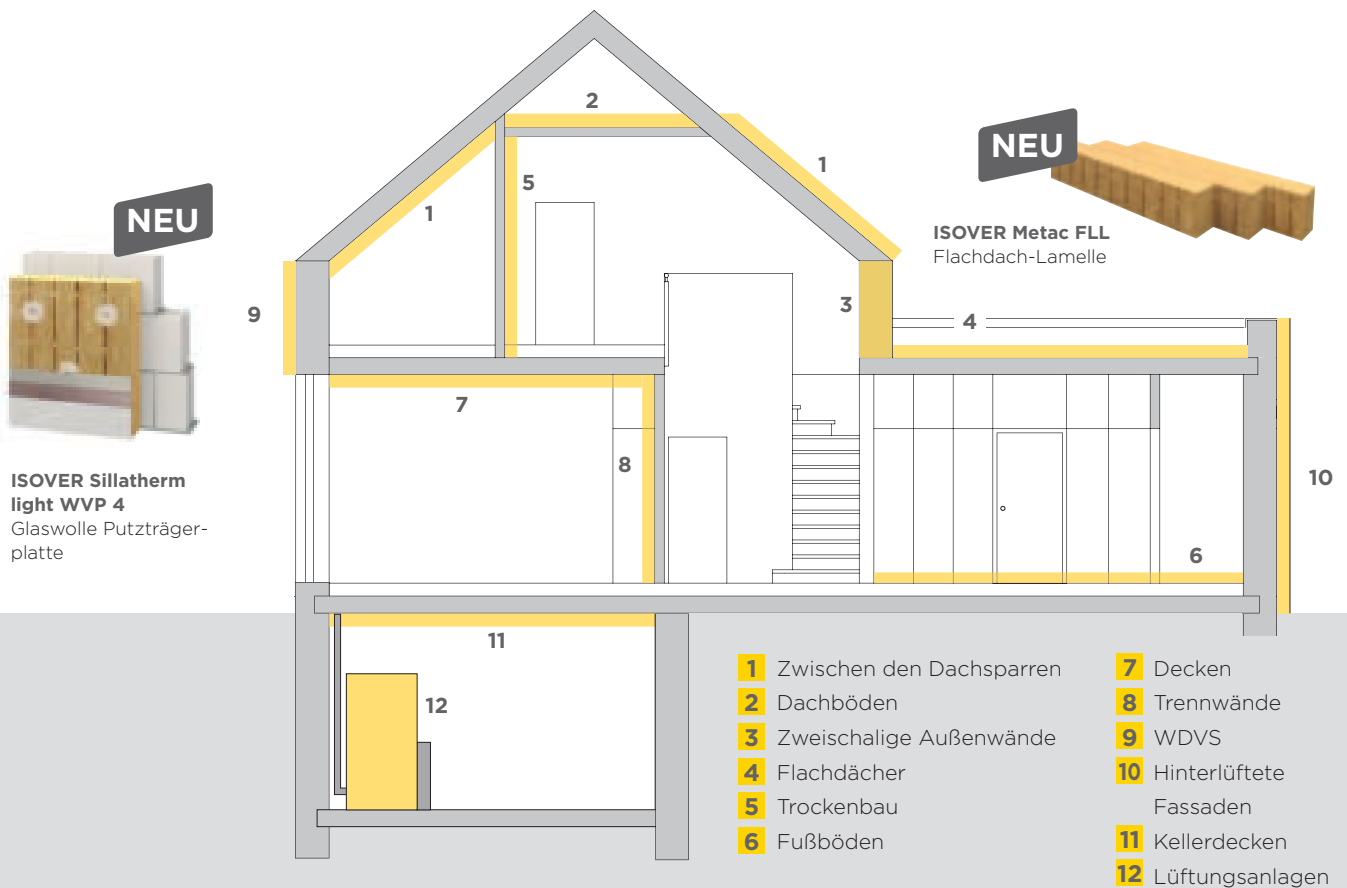 2
NEU
1
5
ISOVER Metac FLL
Flachdach-Lamelle
NEU
1
9
3
4
ISOVER Sillatherm
light WVP 4
Glaswolle Putzträger-
platte
7
8
10
6
11
12
1 Zwischen den Dachsparren
2 Dachböden
3 Zweischalige Außenwände
4 Flachdächer
5 Trockenbau
6 Fußböden
7 Decken
8 Trennwände
9 WDVS
10 Hinterlüftete
Fassaden
11 Kellerdecken
12 Lüftungsanlagen